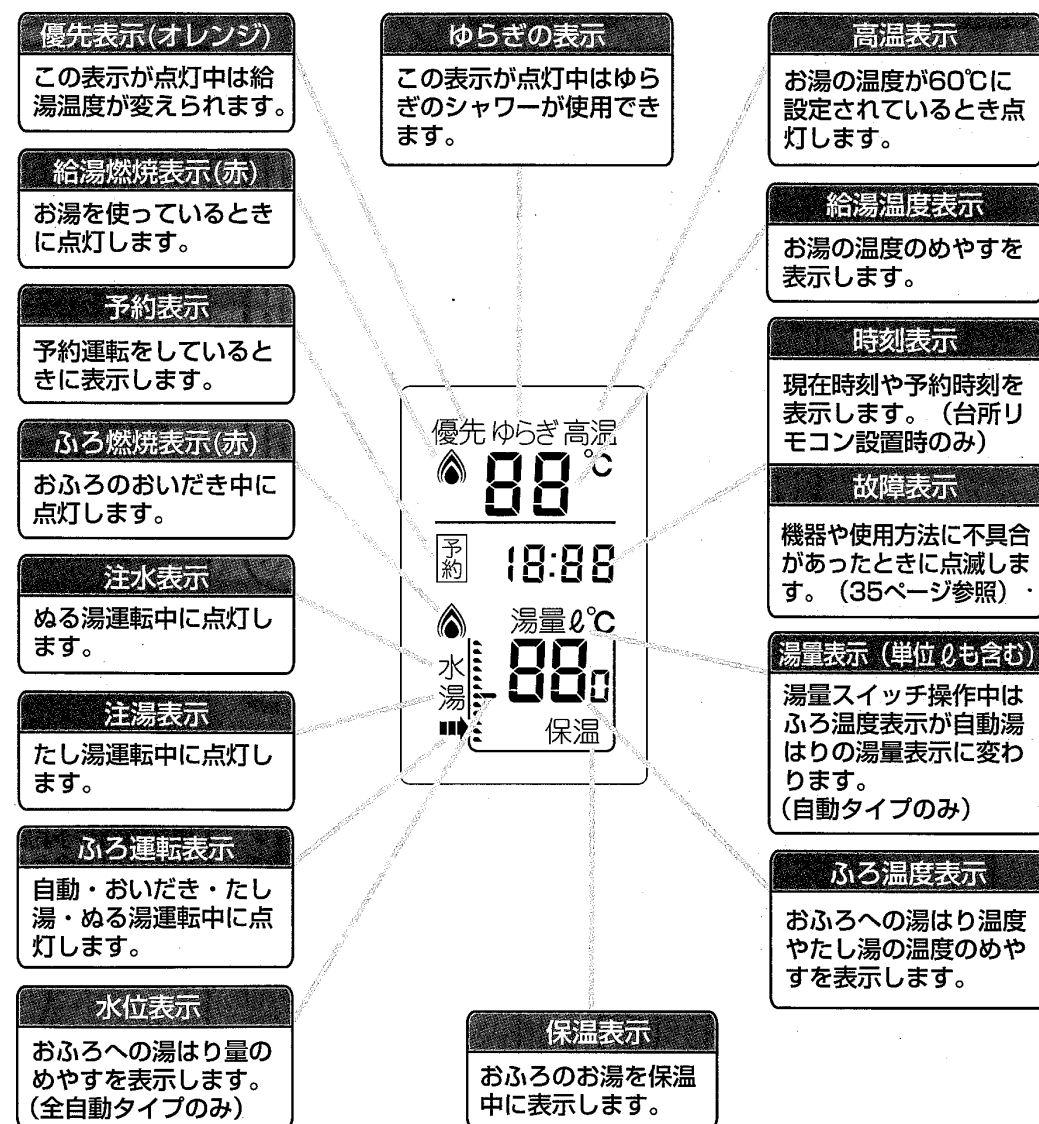 優先表示(オレンジ)
この表示が点灯中は給
湯温度が変えられます。
給湯燃焼表示(赤)
お湯を使っているとき
に点灯します。
予約表示
予約運転をしていると
きに表示します。
ふろ燃焼表示(赤)
おふろのおいだき中に
点灯します。
注水表示
ぬる湯運転中に点灯し
ます。
注湯表示
たし湯運転中に点灯し
ます。
ふろ運転表示
自動・おいだき・たし
湯・ぬる湯運転中に点
灯します。
水位表示
おふろへの湯はり量の
めやすを表示します。
(全自動タイプのみ)
ゆらぎの表示
この表示が点灯中はゆら
ぎのシャワーが使用でき
ます。
優先 ゆらぎ 高温
88℃
予約 18:88
湯量ℓ℃
水
湯
880
保温
保温表示
おふろのお湯を保温
中に表示します。
高温表示
お湯の温度が60℃に
設定されているとき点
灯します。
給湯温度表示
お湯の温度のめやすを
表示します。
時刻表示
現在時刻や予約時刻を
表示します。(台所リ
モコン設置時のみ)
故障表示
機器や使用方法に不具合
があったときに点滅しま
す。(35ページ参照)
湯量表示(単位ℓも含む)
湯量スイッチ操作中は
ふろ温度表示が自動湯
はりの湯量表示に変わ
ります。
(自動タイプのみ)
ふろ温度表示
おふろへの湯はり温度
やたし湯の温度のめや
すを表示します。